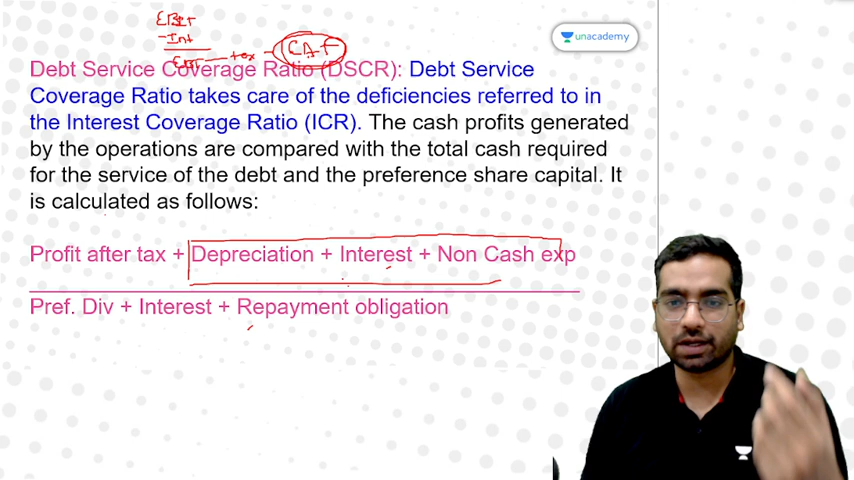 EBIT
- Int
EBT - tax - EAT
unacademy
Debt Service Coverage Ratio (DSCR): Debt Service
Coverage Ratio takes care of the deficiencies referred to in
the Interest Coverage Ratio (ICR). The cash profits generated
by the operations are compared with the total cash required
for the service of the debt and the preference share capital. It
is calculated as follows:
Profit after tax + Depreciation + Interest + Non Cash exp
Pref. Div + Interest + Repayment obligation